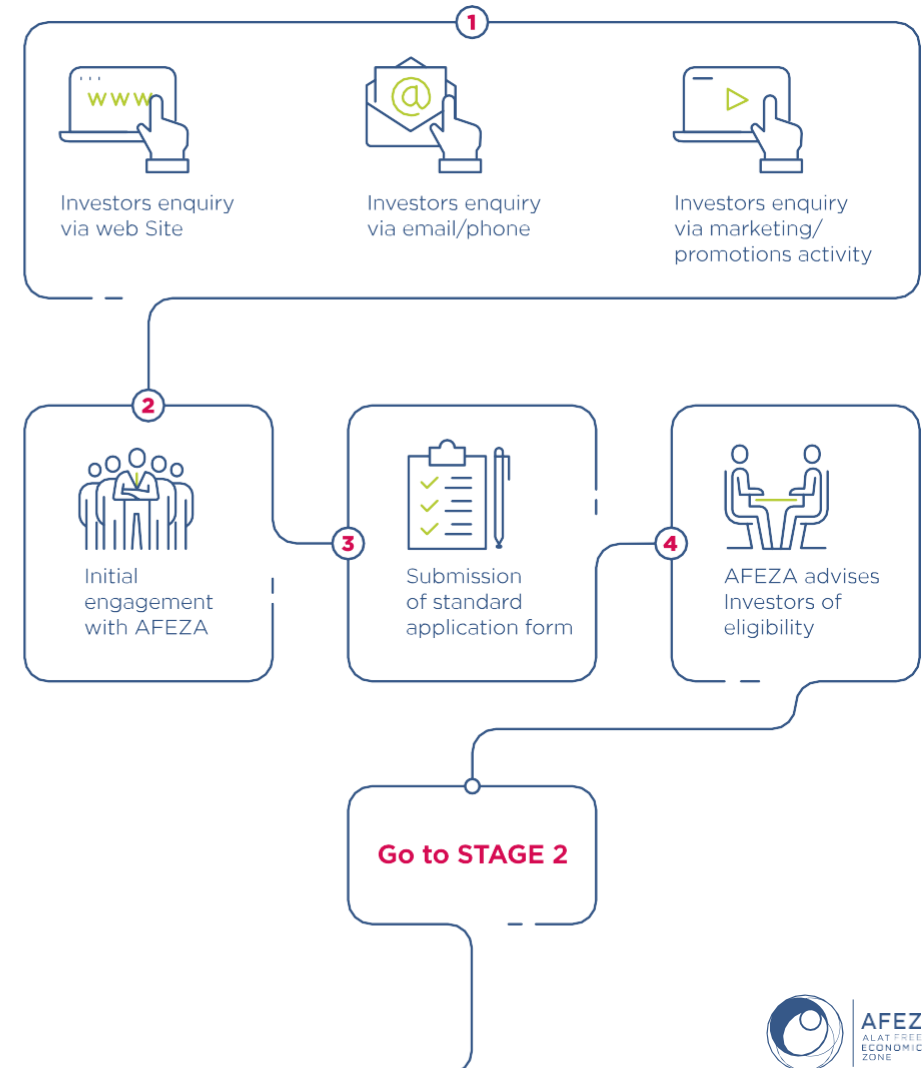 1
www
@
Investors enquiry
via web Site
Investors enquiry
via email/phone
Investors enquiry
via marketing/
promotions activity
2
Initial
engagement
with AFEZA
3
Submission
of standard
application form
4
AFEZA advises
Investors of
eligibility
Go to STAGE 2
AFEZ
ALAT FREE
ECONOMIC
ZONE